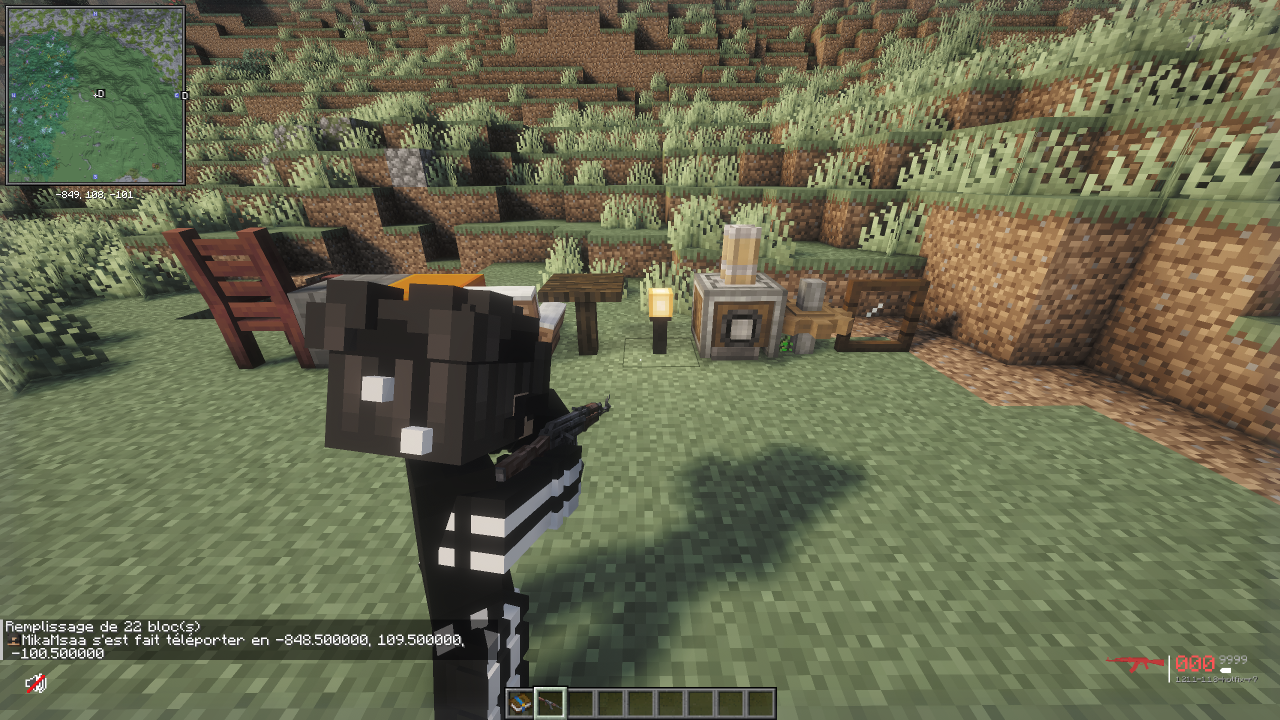 D
D
-849, 108, -101
Remplissage de 22 bloc(s)
MikaMsaa s'est fait téléporter en -848.500000, 109.500000,
-100.500000
000 9999